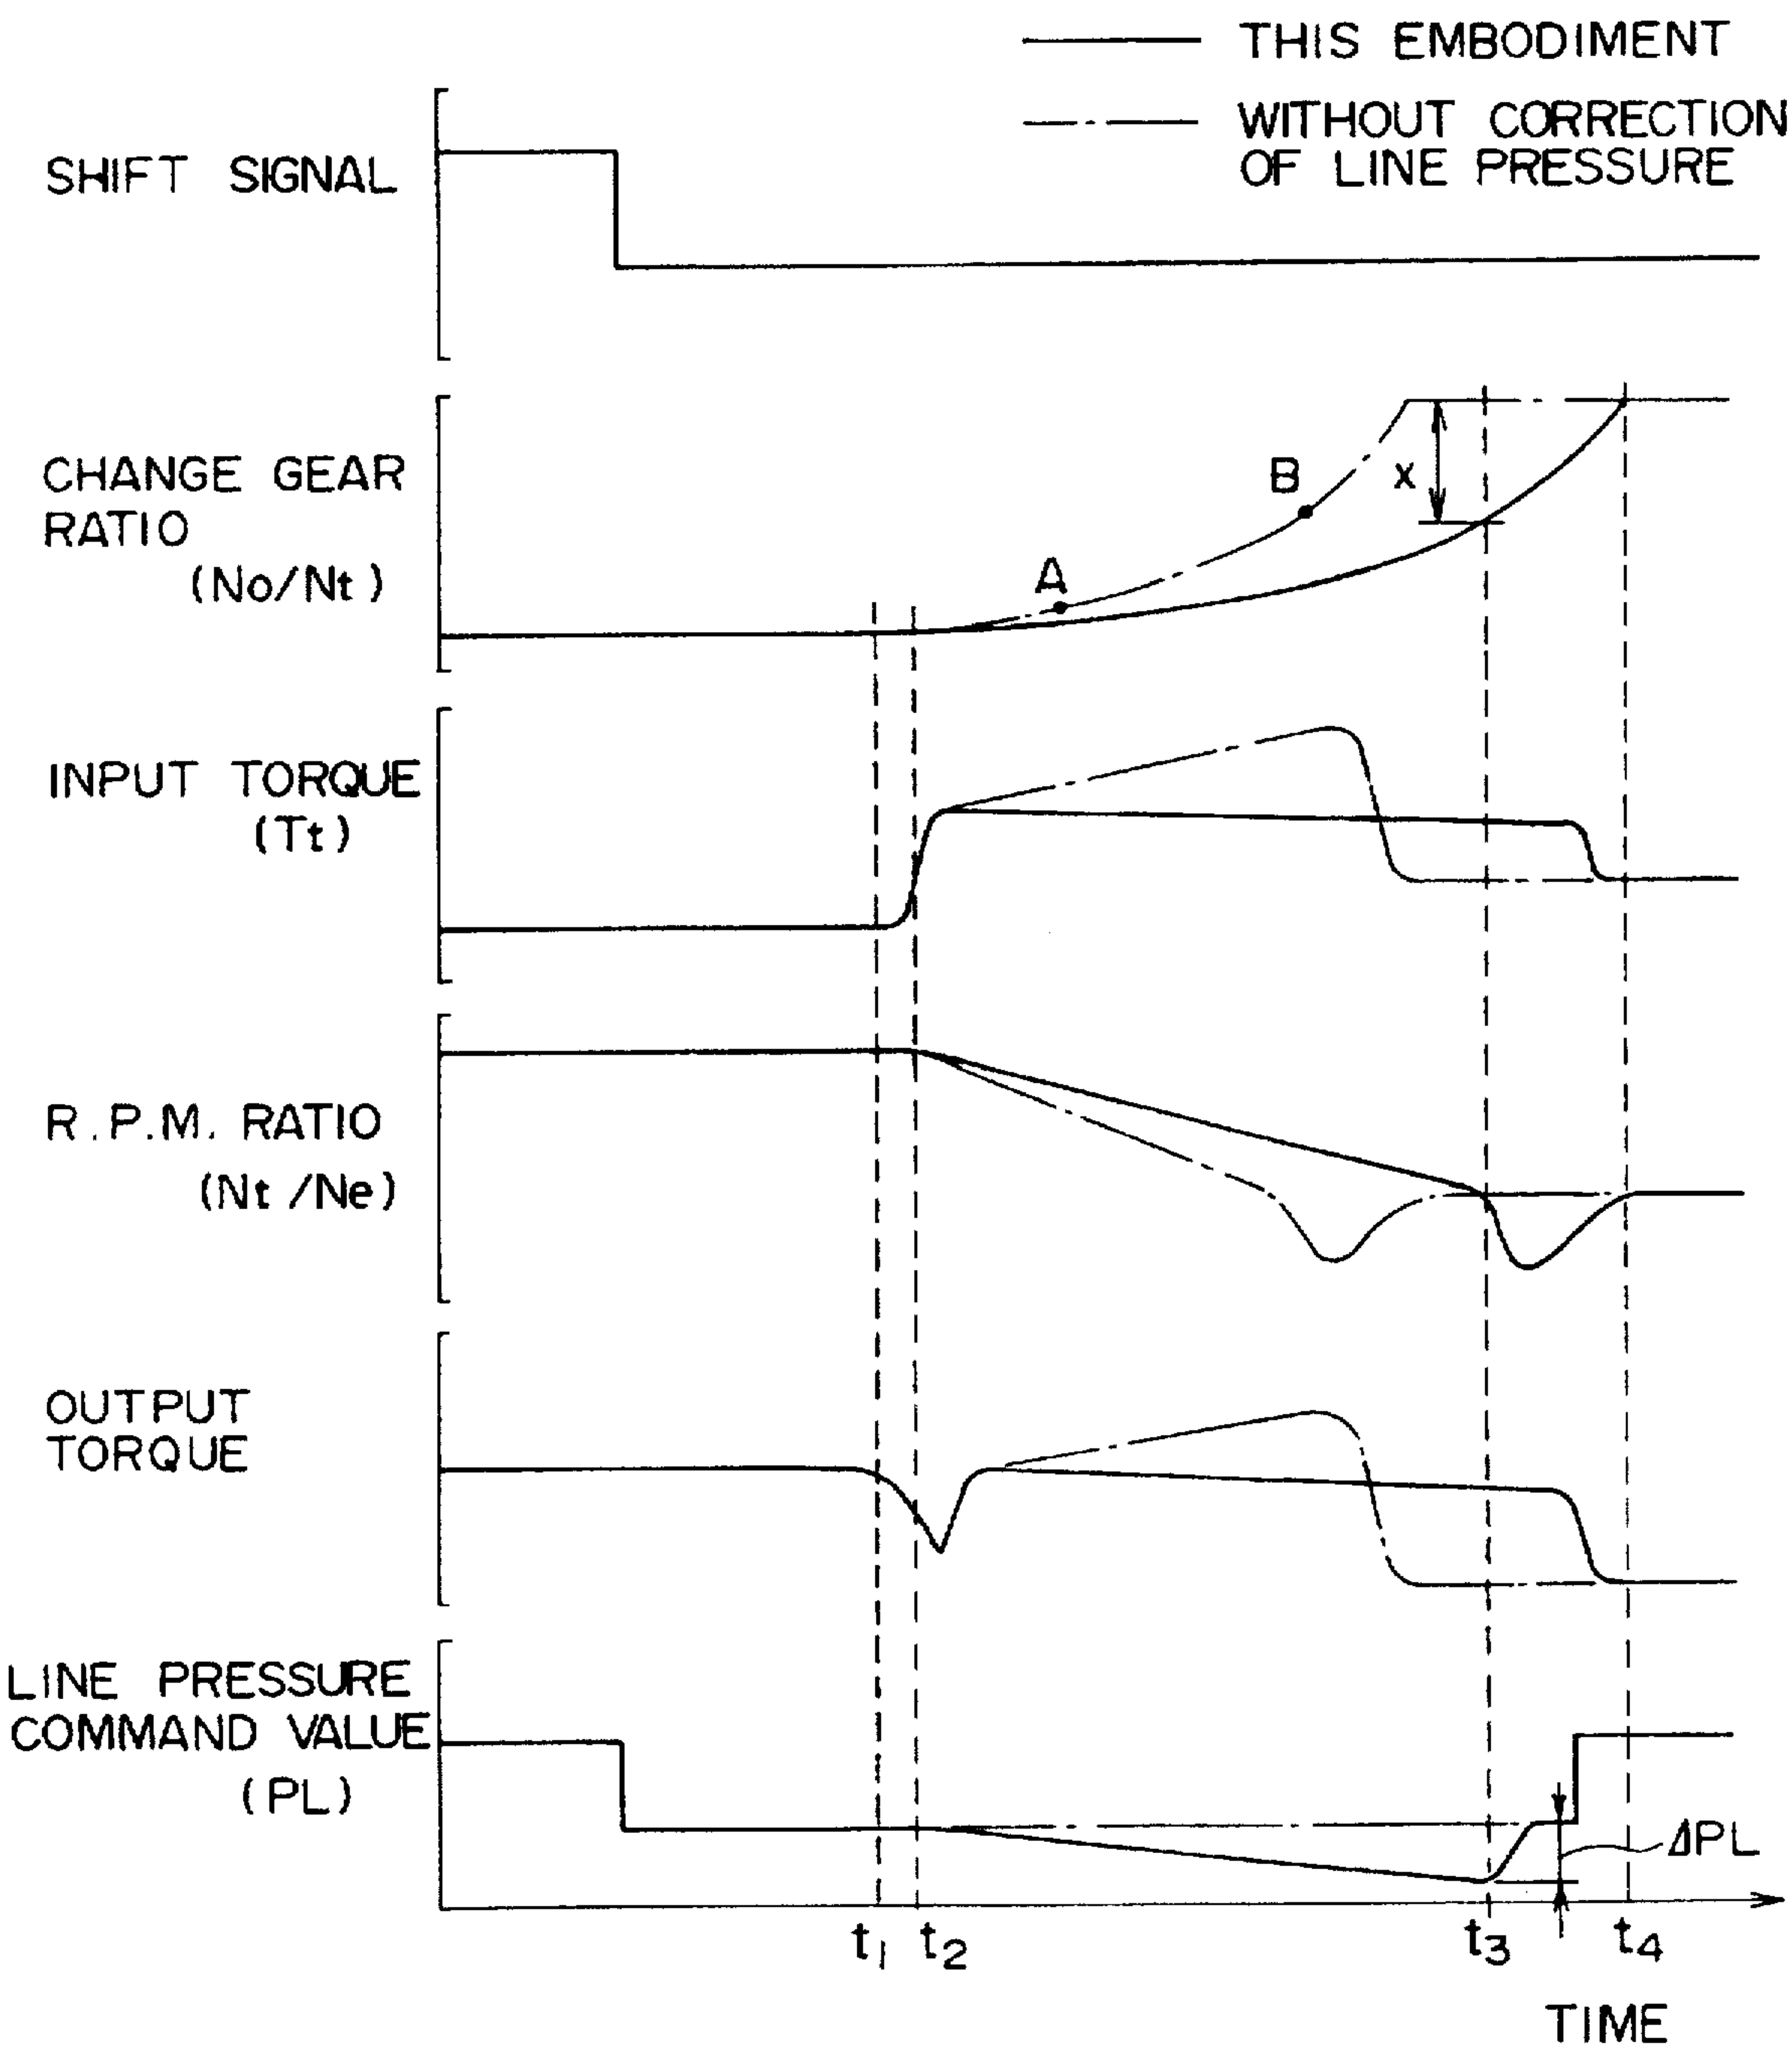 THIS EMBODIMENT
WITHOUT CORRECTION
OF LINE PRESSURE
SHIFT SIGNAL
CHANGE GEAR
RATIO
(No/Nt)
A
B
x
INPUT TORQUE
(Tt)
R.P.M. RATIO
(Nt/Ne)
OUTPUT
TORQUE
LINE PRESSURE
COMMAND VALUE
(PL)
ΔPL
t1 t2 t3 t4
TIME